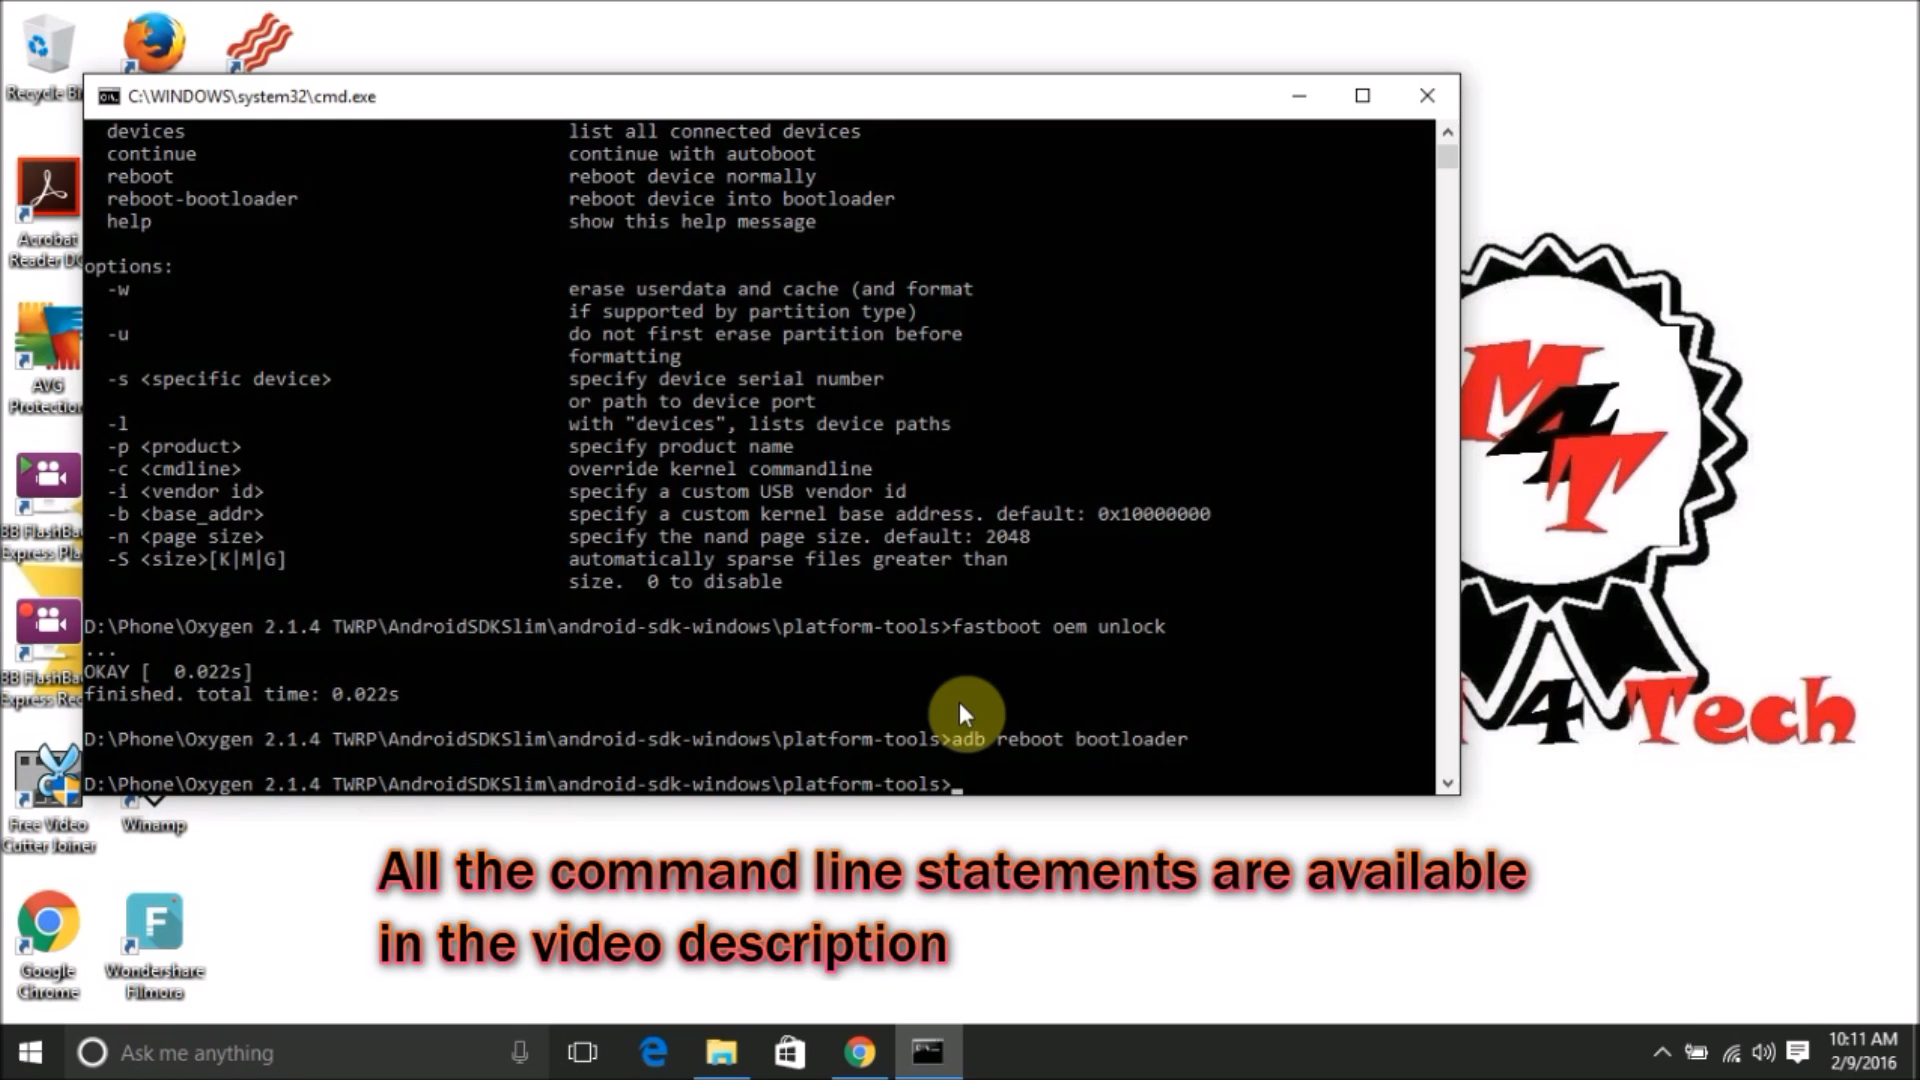 Recycle Bi
C:\WINDOWS\system32\cmd.exe
devices list all connected devices
continue continue with autoboot
reboot reboot device normally
reboot-bootloader reboot device into bootloader
help show this help message
options:
-w erase userdata and cache (and format
if supported by partition type)
-u do not first erase partition before
formatting
-s <specific device> specify device serial number
or path to device port
-l with "devices", lists device paths
-p <product> specify product name
-c <cmdline> override kernel commandline
-i <vendor id> specify a custom USB vendor id
-b <base_addr> specify a custom kernel base address. default: 0x10000000
-n <page size> specify the nand page size. default: 2048
-S <size>[K|M|G] automatically sparse files greater than
size. 0 to disable
D:\Phone\Oxygen 2.1.4 TWRP\AndroidSDKSlim\android-sdk-windows\platform-tools>fastboot oem unlock
...
OKAY [ 0.022s]
finished. total time: 0.022s
D:\Phone\Oxygen 2.1.4 TWRP\AndroidSDKSlim\android-sdk-windows\platform-tools>adb reboot bootloader
D:\Phone\Oxygen 2.1.4 TWRP\AndroidSDKSlim\android-sdk-windows\platform-tools>_
Acrobat
Reader DC
AVG
Protection
BB FlashBa
Express Pla
BB FlashBa
Express Rec
Free Video
Cutter Joiner
Winamp
Google
Chrome
Wondershare
Filmora
M4T
4Tech
All the command line statements are available
in the video description
Ask me anything
10:11 AM
2/9/2016